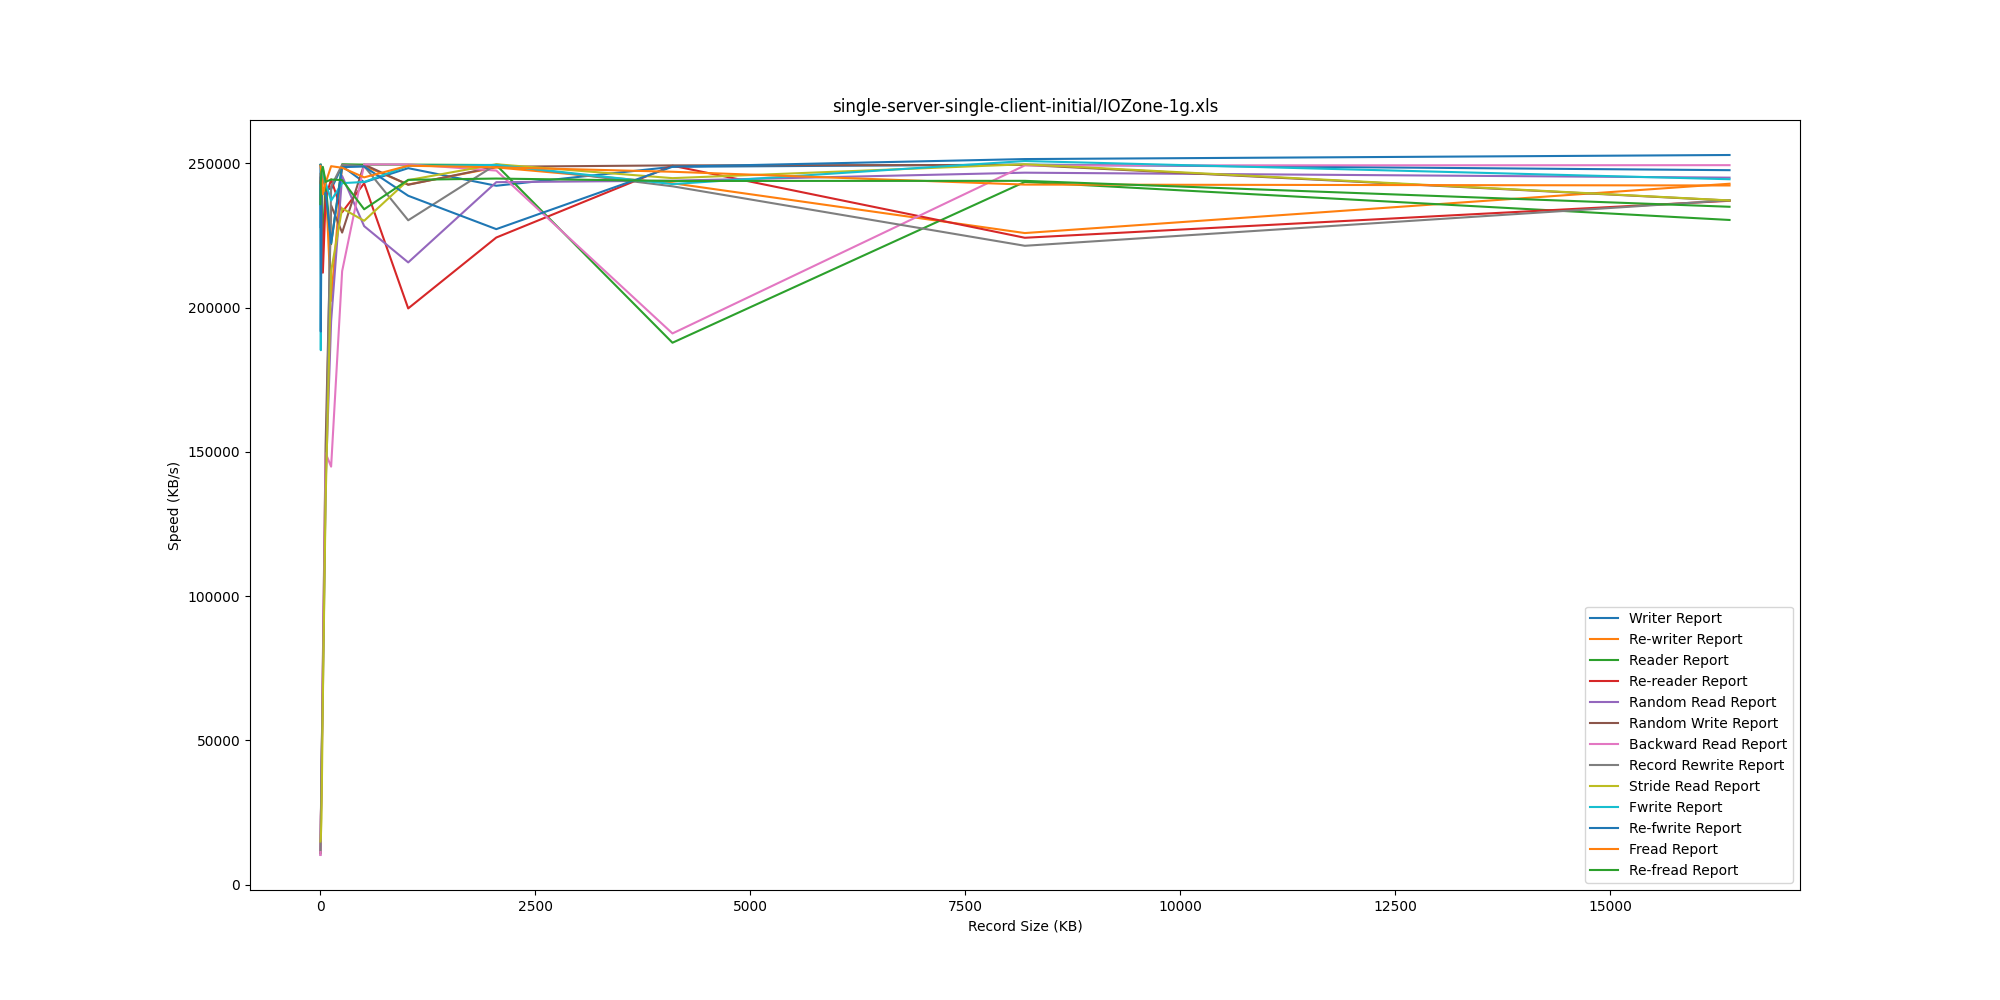 single-server-single-client-initial/IOZone-1g.xls
250000
200000
150000
100000
50000
0
Speed (KB/s)
0 2500 5000 7500 10000 12500 15000
Record Size (KB)
Writer Report
Re-writer Report
Reader Report
Re-reader Report
Random Read Report
Random Write Report
Backward Read Report
Record Rewrite Report
Stride Read Report
Fwrite Report
Re-fwrite Report
Fread Report
Re-fread Report